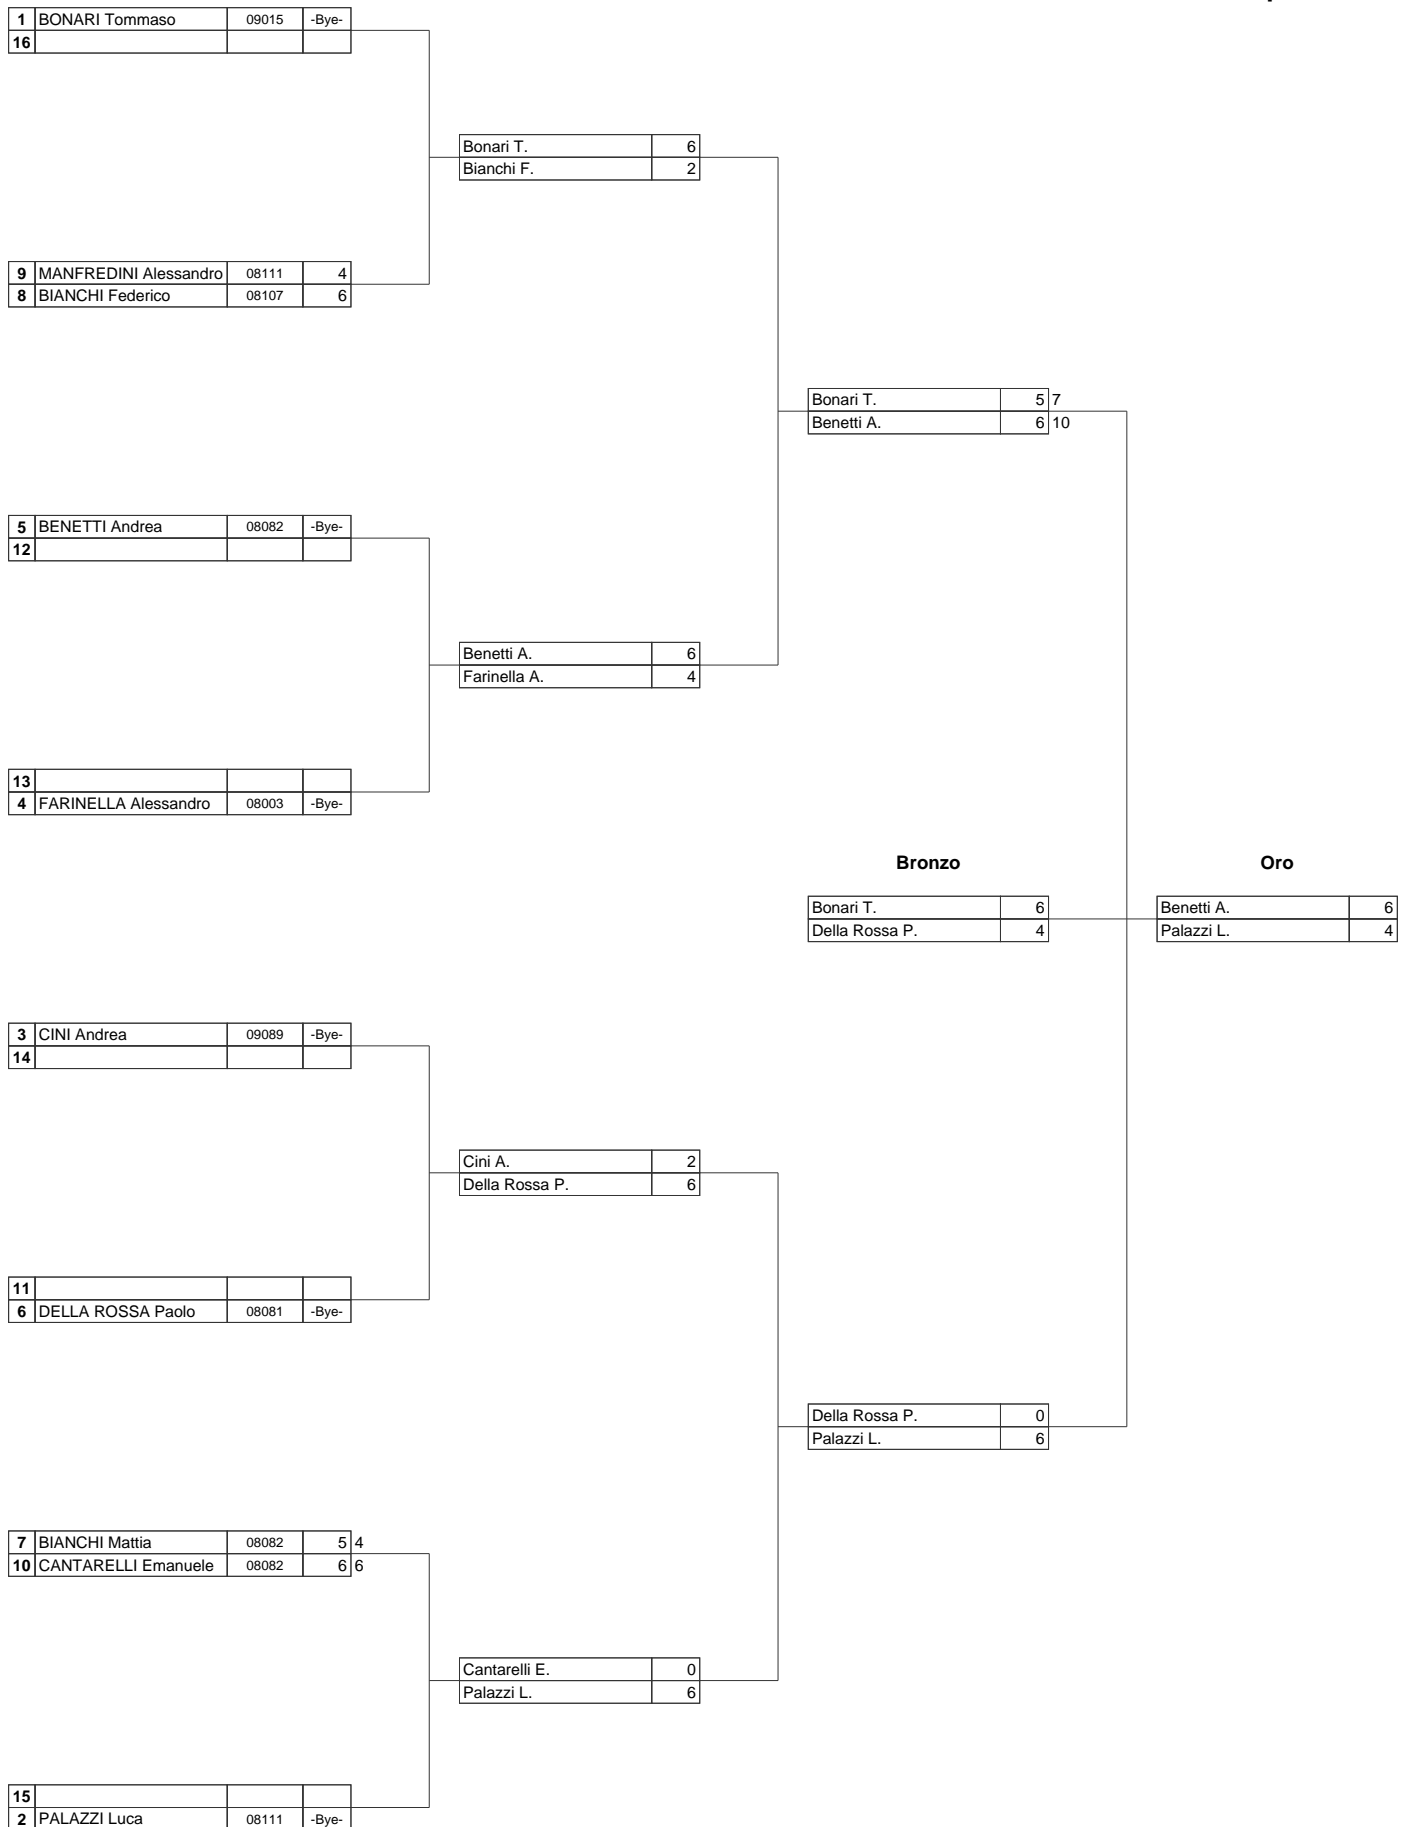 1 BONARI Tommaso 09015 -Bye-
16
Bonari T. 6
Bianchi F. 2
9 MANFREDINI Alessandro 08111 4
8 BIANCHI Federico 08107 6
Bonari T. 5 7
Benetti A. 6 10
5 BENETTI Andrea 08082 -Bye-
12
Benetti A. 6
Farinella A. 4
13
4 FARINELLA Alessandro 08003 -Bye-
Bronzo Oro
Bonari T. 6 Benetti A. 6
Della Rossa P. 4 Palazzi L. 4
3 CINI Andrea 09089 -Bye-
14
Cini A. 2
Della Rossa P. 6
11
6 DELLA ROSSA Paolo 08081 -Bye-
Della Rossa P. 0
Palazzi L. 6
7 BIANCHI Mattia 08082 5 4
10 CANTARELLI Emanuele 08082 6 6
Cantarelli E. 0
Palazzi L. 6
15
2 PALAZZI Luca 08111 -Bye-